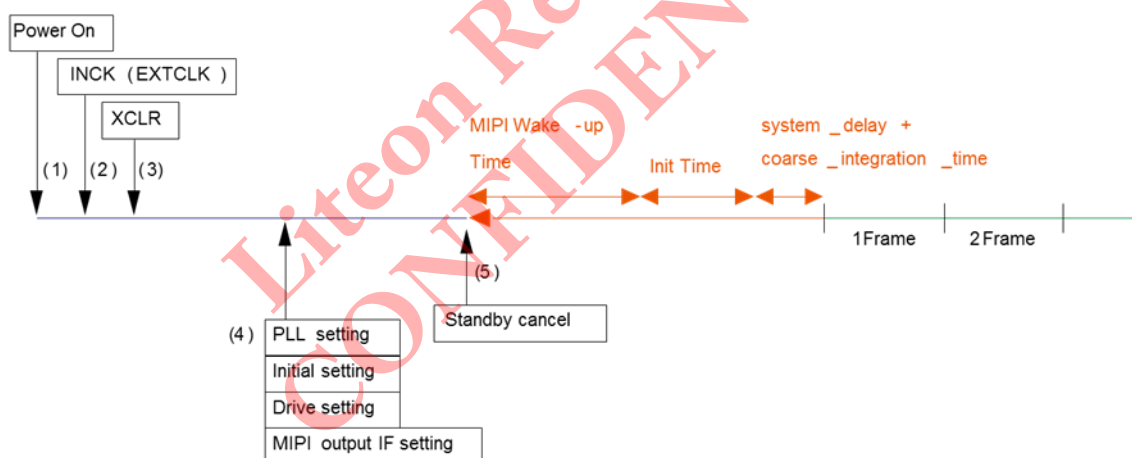 Power On
INCK (EXTCLK )
XCLR
(1)
(2)
(3)
MIPI Wake -up
Time
Init Time
system _delay +
coarse _integration _time
1Frame
2Frame
(5)
Standby cancel
(4)
PLL setting
Initial setting
Drive setting
MIPI output IF setting
Liteon Re
CONFIDEN